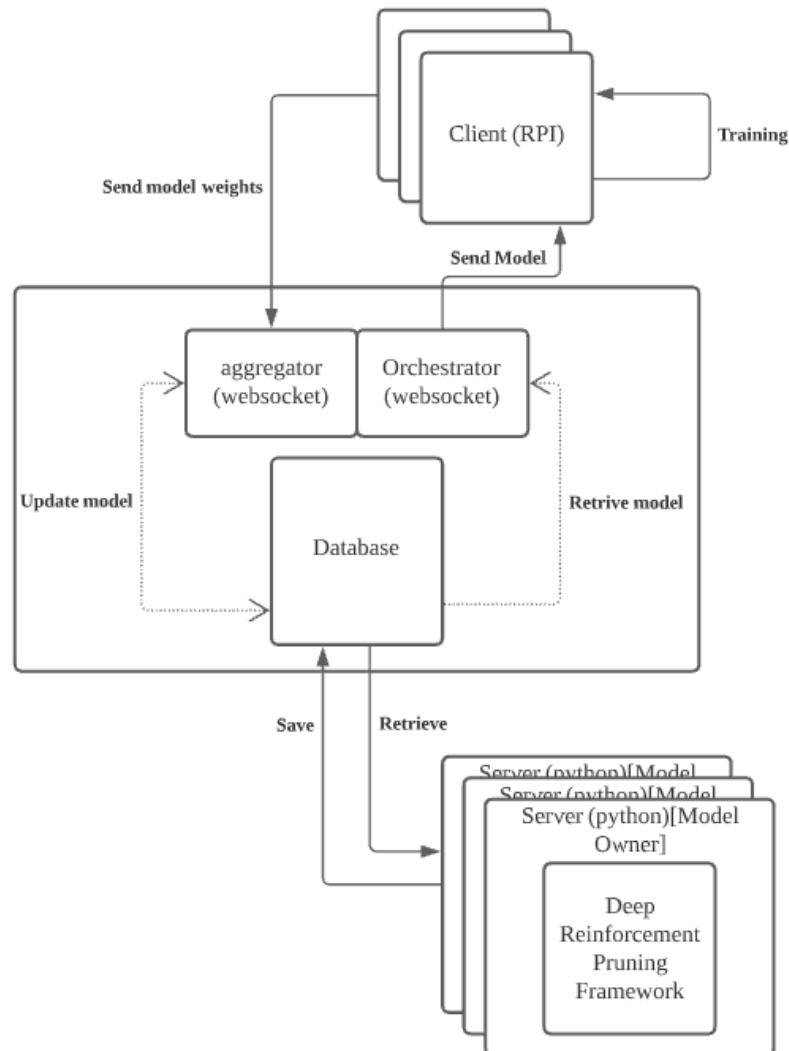 Client (RPI)
Training
Send model weights
Send Model
aggregator
(websocket)
Orchestrator
(websocket)
Update model
Retrive model
Database
Save
Retrieve
Server (python)[Model
Server (python)[Model
Server (python)[Model
Owner]
Deep
Reinforcement
Pruning
Framework